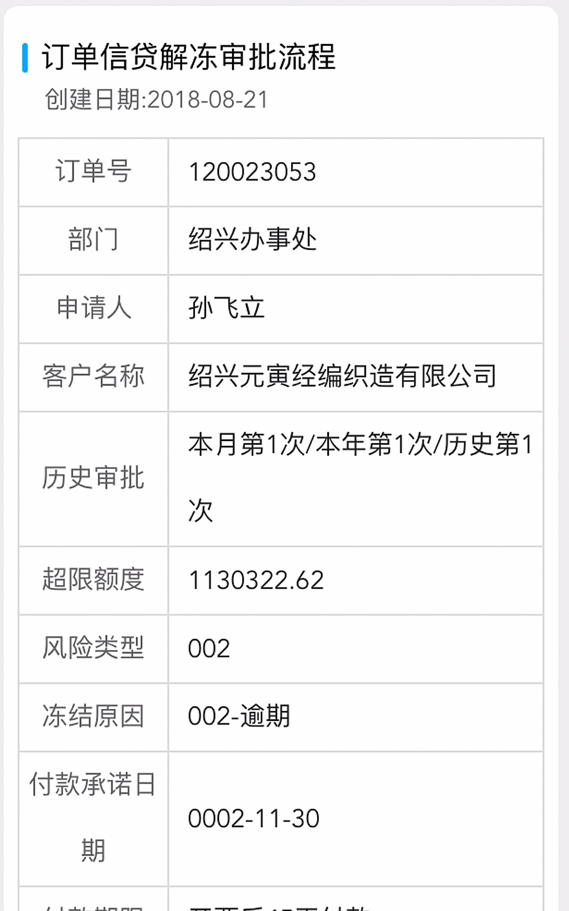 订单信贷解冻审批流程
创建日期:2018-08-21
订单号 120023053
部门 绍兴办事处
申请人 孙飞立
客户名称 绍兴元寅经编织造有限公司
历史审批 本月第1次/本年第1次/历史第1
次
超限额度 1130322.62
风险类型 002
冻结原因 002-逾期
付款承诺日
期
0002-11-30